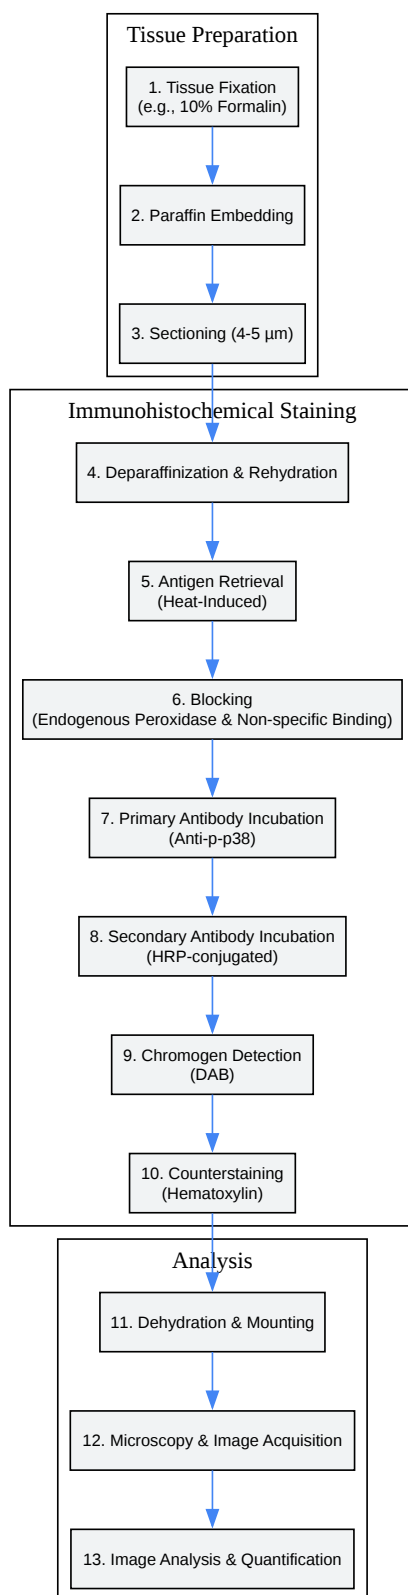 Tissue Preparation
1. Tissue Fixation
(e.g., 10% Formalin)
2. Paraffin Embedding
3. Sectioning (4-5 µm)
Immunohistochemical Staining
4. Deparaffinization & Rehydration
5. Antigen Retrieval
(Heat-Induced)
6. Blocking
(Endogenous Peroxidase & Non-specific Binding)
7. Primary Antibody Incubation
(Anti-p-p38)
8. Secondary Antibody Incubation
(HRP-conjugated)
9. Chromogen Detection
(DAB)
10. Counterstaining
(Hematoxylin)
Analysis
11. Dehydration & Mounting
12. Microscopy & Image Acquisition
13. Image Analysis & Quantification